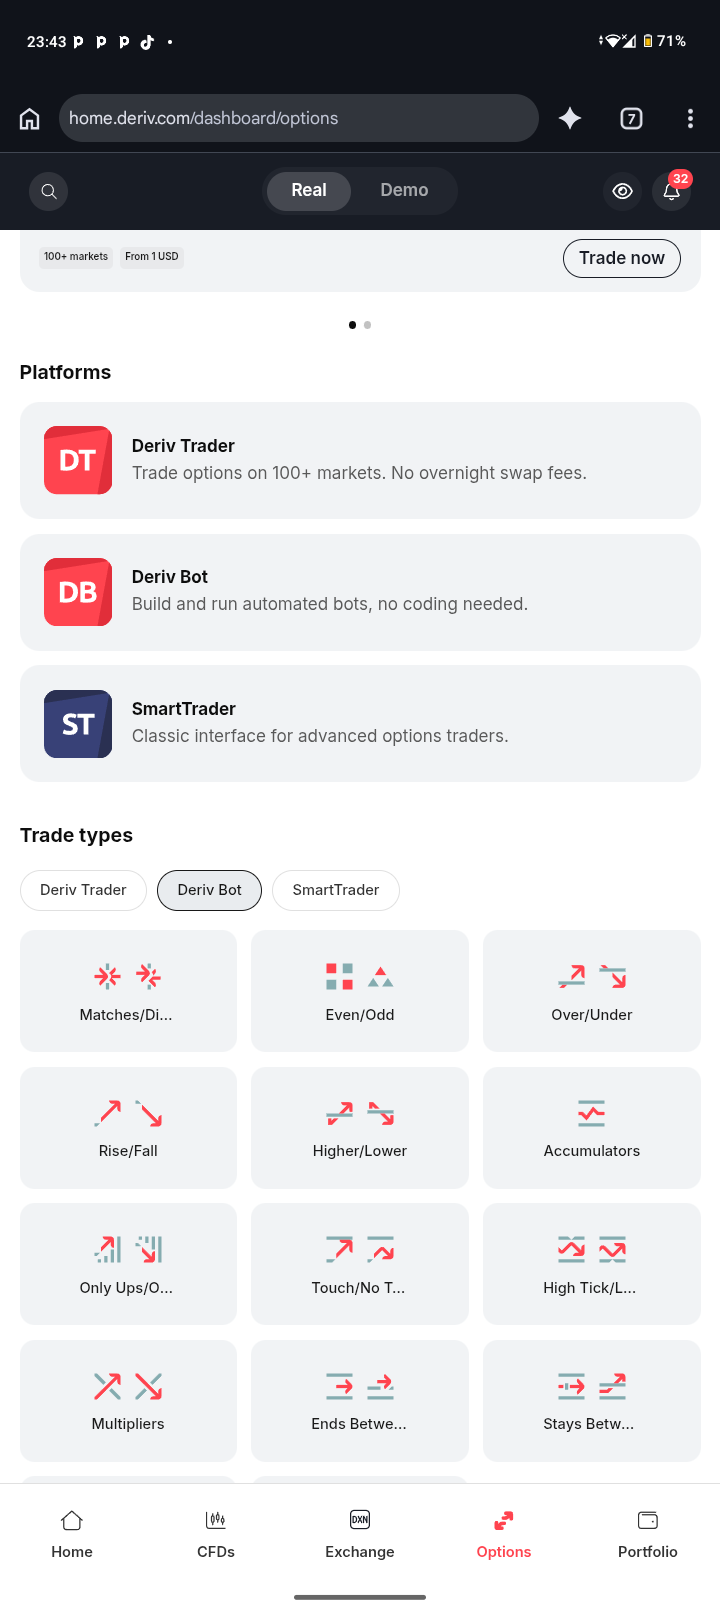 23:43
71%
home.deriv.com/dashboard/options
7
Real
Demo
32
100+ markets
From 1 USD
Trade now
Platforms
DT
Deriv Trader
Trade options on 100+ markets. No overnight swap fees.
DB
Deriv Bot
Build and run automated bots, no coding needed.
ST
SmartTrader
Classic interface for advanced options traders.
Trade types
Deriv Trader
Deriv Bot
SmartTrader
Matches/Di...
Even/Odd
Over/Under
Rise/Fall
Higher/Lower
Accumulators
Only Ups/O...
Touch/No T...
High Tick/L...
Multipliers
Ends Betwe...
Stays Betw...
DXN
Home
CFDs
Exchange
Options
Portfolio